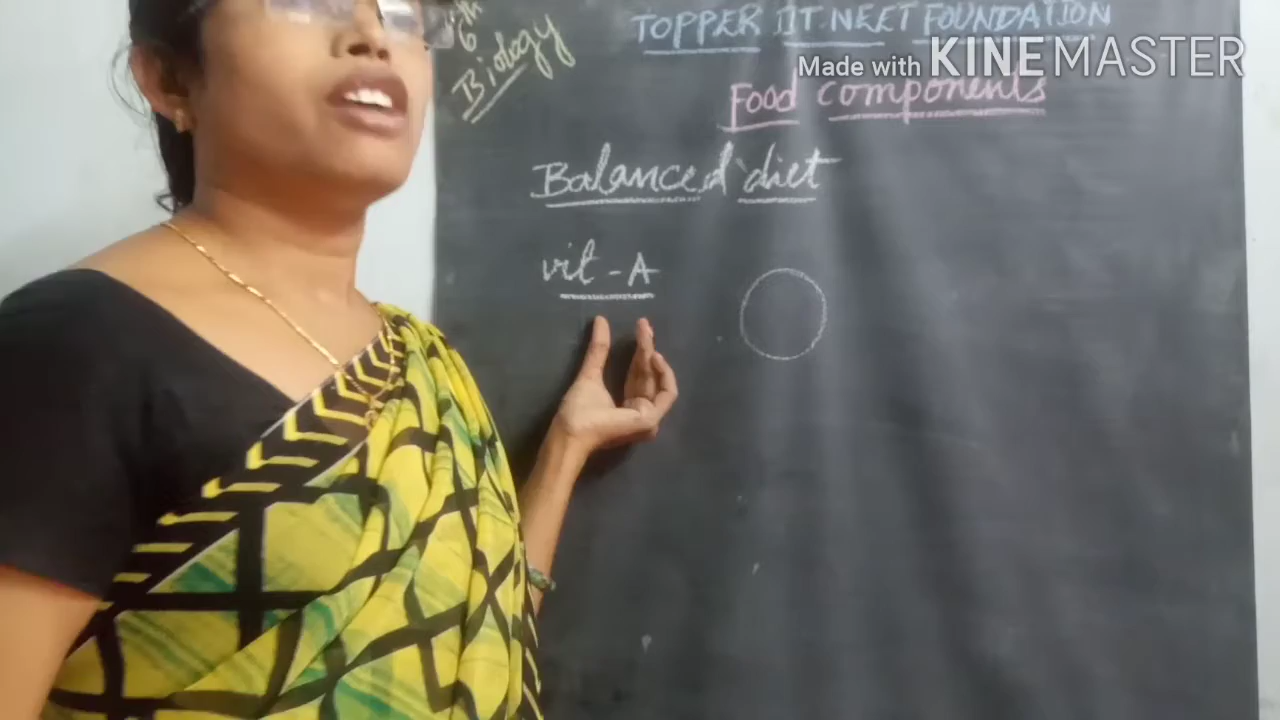 TOPPER IIT NEET FOUNDATION
Made with KINEMASTER
6th
Biology
Food components
Balanced diet
vit - A